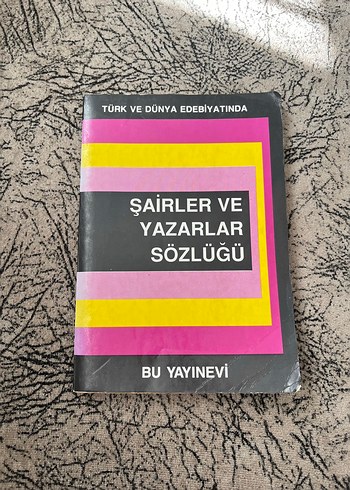 TÜRK VE DÜNYA EDEBİYATINDA
ŞAİRLER VE
YAZARLAR
SÖZLÜĞÜ
BU YAYINEVİ